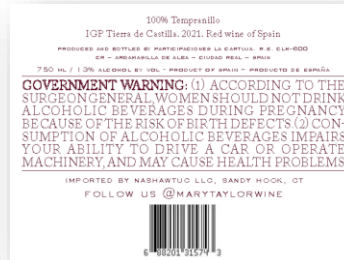 100% Tempranillo
IGP Tierra de Castilla. 2021. Red wine of Spain
PRODUCED AND BOTTLED BY PARTICIPACIONES LA CARTUJA. R.E. CLM-600
CR – ARGAMASILLA DE ALBA – CIUDAD REAL – SPAIN
750 ML / 13% ALCOHOL BY VOL - PRODUCT OF SPAIN – PRODUCTO DE ESPAÑA
GOVERNMENT WARNING: (1) ACCORDING TO THE
SURGEON GENERAL, WOMEN SHOULD NOT DRINK
ALCOHOLIC BEVERAGES DURING PREGNANCY
BECAUSE OF THE RISK OF BIRTH DEFECTS. (2) CON-
SUMPTION OF ALCOHOLIC BEVERAGES IMPAIRS
YOUR ABILITY TO DRIVE A CAR OR OPERATE
MACHINERY, AND MAY CAUSE HEALTH PROBLEMS
IMPORTED BY NASHAWTUC LLC, SANDY HOOK, CT
FOLLOW US @MARYTAYLORWINE
6 88201 31574 3